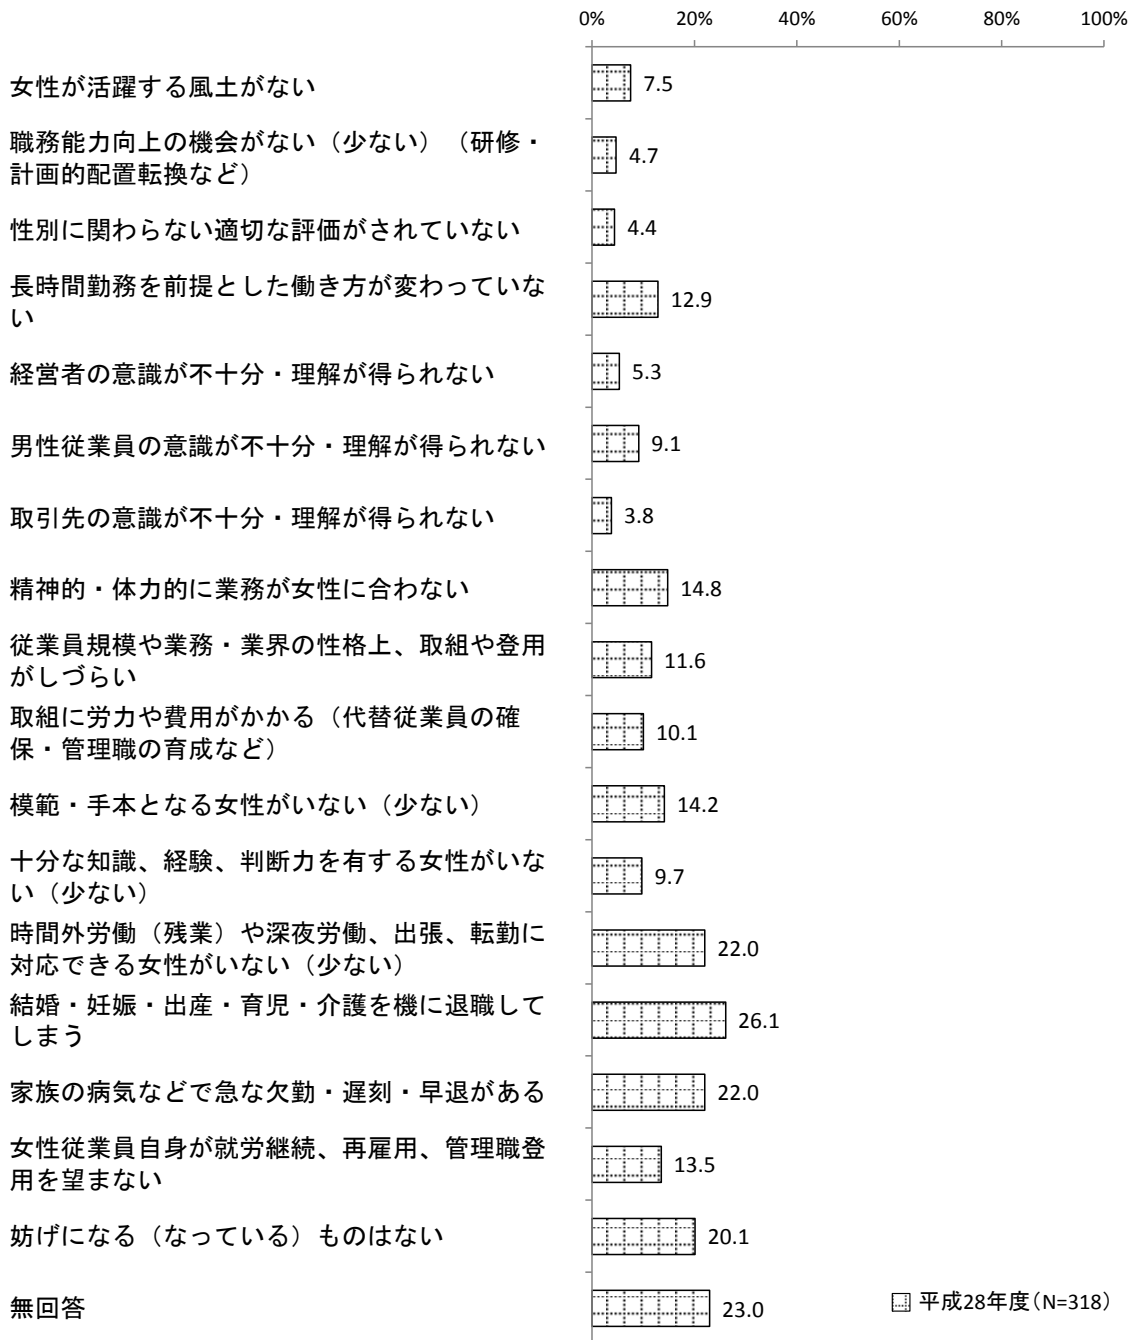 0% 20% 40% 60% 80% 100%
女性が活躍する風土がない 7.5
職務能力向上の機会がない（少ない）（研修・
計画的配置転換など） 4.7
性別に関わらない適切な評価がされていない 4.4
長時間勤務を前提とした働き方が変わっていな
い 12.9
経営者の意識が不十分・理解が得られない 5.3
男性従業員の意識が不十分・理解が得られない 9.1
取引先の意識が不十分・理解が得られない 3.8
精神的・体力的に業務が女性に合わない 14.8
従業員規模や業務・業界の性格上、取組や登用
がしづらい 11.6
取組に労力や費用がかかる（代替従業員の確
保・管理職の育成など） 10.1
模範・手本となる女性がいない（少ない） 14.2
十分な知識、経験、判断力を有する女性がいな
い（少ない） 9.7
時間外労働（残業）や深夜労働、出張、転勤に
対応できる女性がいない（少ない） 22.0
結婚・妊娠・出産・育児・介護を機に退職して
しまう 26.1
家族の病気などで急な欠勤・遅刻・早退がある 22.0
女性従業員自身が就労継続、再雇用、管理職登
用を望まない 13.5
妨げになる（なっている）ものはない 20.1
無回答 23.0
平成28年度（N=318）